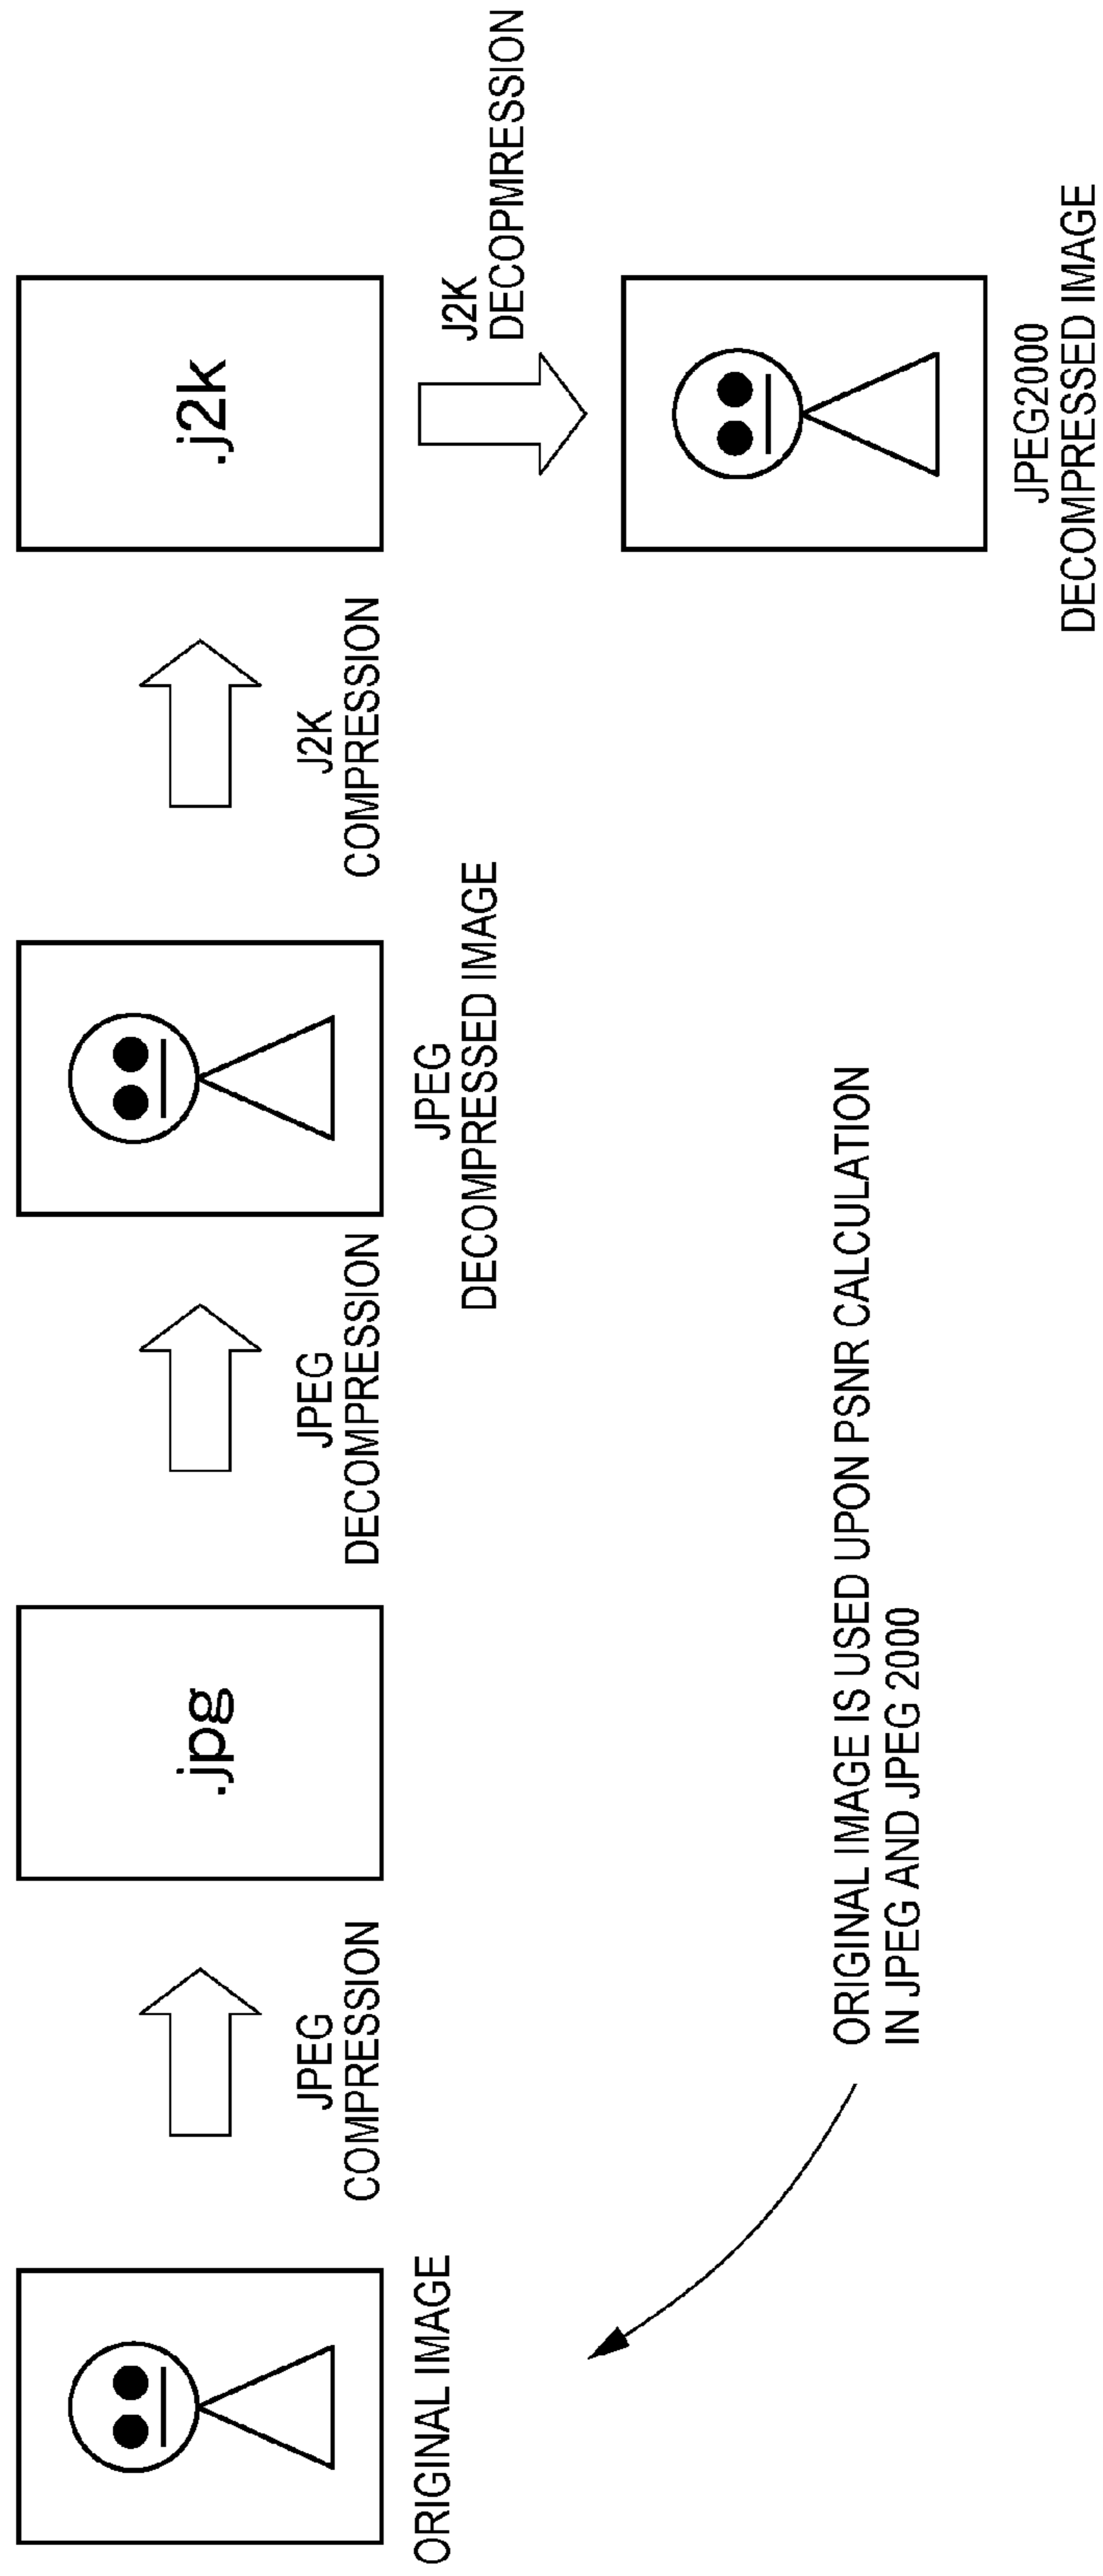 .jpg
.j2k
JPEG
COMPRESSION
JPEG
DECOMPRESSION
J2K
COMPRESSION
ORIGINAL IMAGE
JPEG
DECOMPRESSED IMAGE
J2K
DECOPMRESSION
ORIGINAL IMAGE IS USED UPON PSNR CALCULATION
IN JPEG AND JPEG 2000
JPEG2000
DECOMPRESSED IMAGE